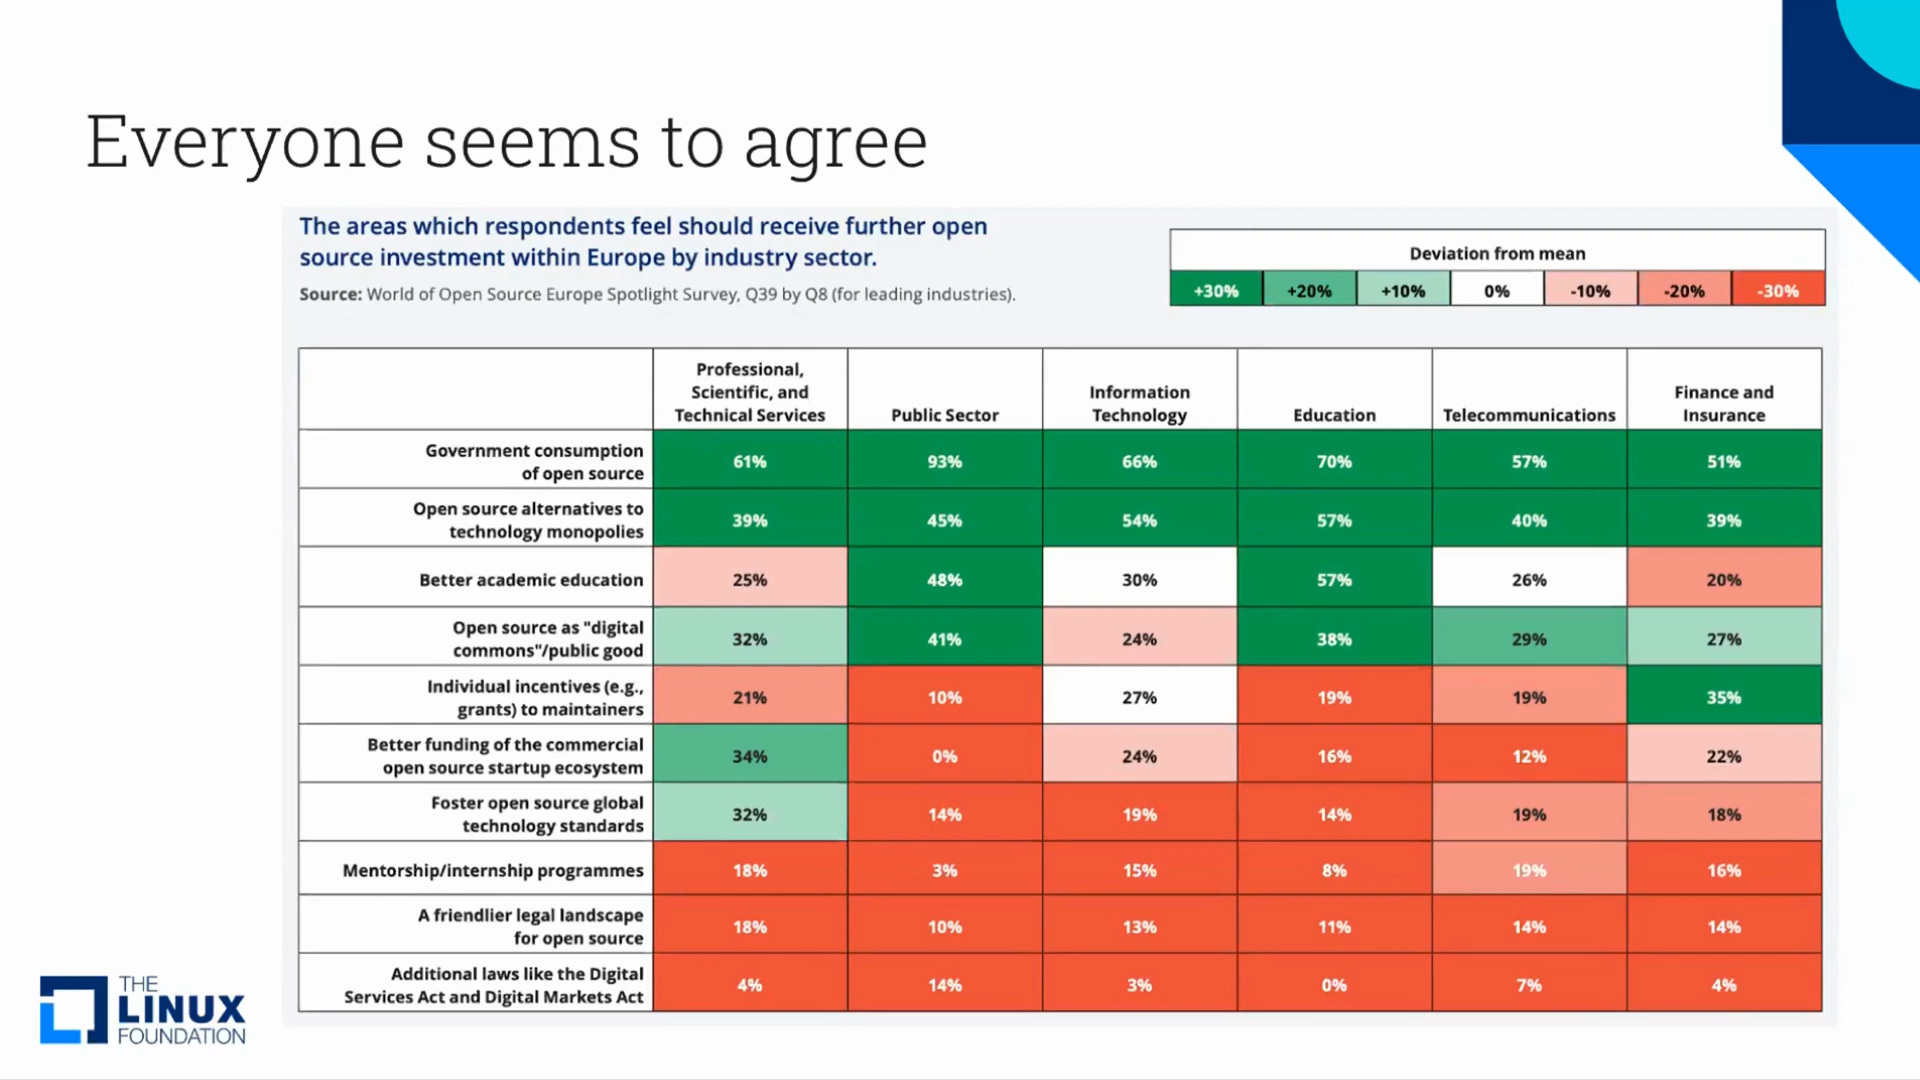 Everyone seems to agree
The areas which respondents feel should receive further open
source investment within Europe by industry sector.
Source: World of Open Source Europe Spotlight Survey, Q39 by Q8 (for leading industries).
Deviation from mean
+30% +20% +10% 0% -10% -20% -30%
Professional,
Scientific, and
Technical Services
Public Sector
Information
Technology
Education
Telecommunications
Finance and
Insurance
Government consumption
of open source
61% 93% 66% 70% 57% 51%
Open source alternatives to
technology monopolies
39% 45% 54% 57% 40% 39%
Better academic education
25% 48% 30% 57% 26% 20%
Open source as "digital
commons"/public good
32% 41% 24% 38% 29% 27%
Individual incentives (e.g.,
grants) to maintainers
21% 10% 27% 19% 19% 35%
Better funding of the commercial
open source startup ecosystem
34% 0% 24% 16% 12% 22%
Foster open source global
technology standards
32% 14% 19% 14% 19% 18%
Mentorship/internship programmes
18% 3% 15% 8% 19% 16%
A friendlier legal landscape
for open source
18% 10% 13% 11% 14% 14%
Additional laws like the Digital
Services Act and Digital Markets Act
4% 14% 3% 0% 7% 4%
THE
LINUX
FOUNDATION